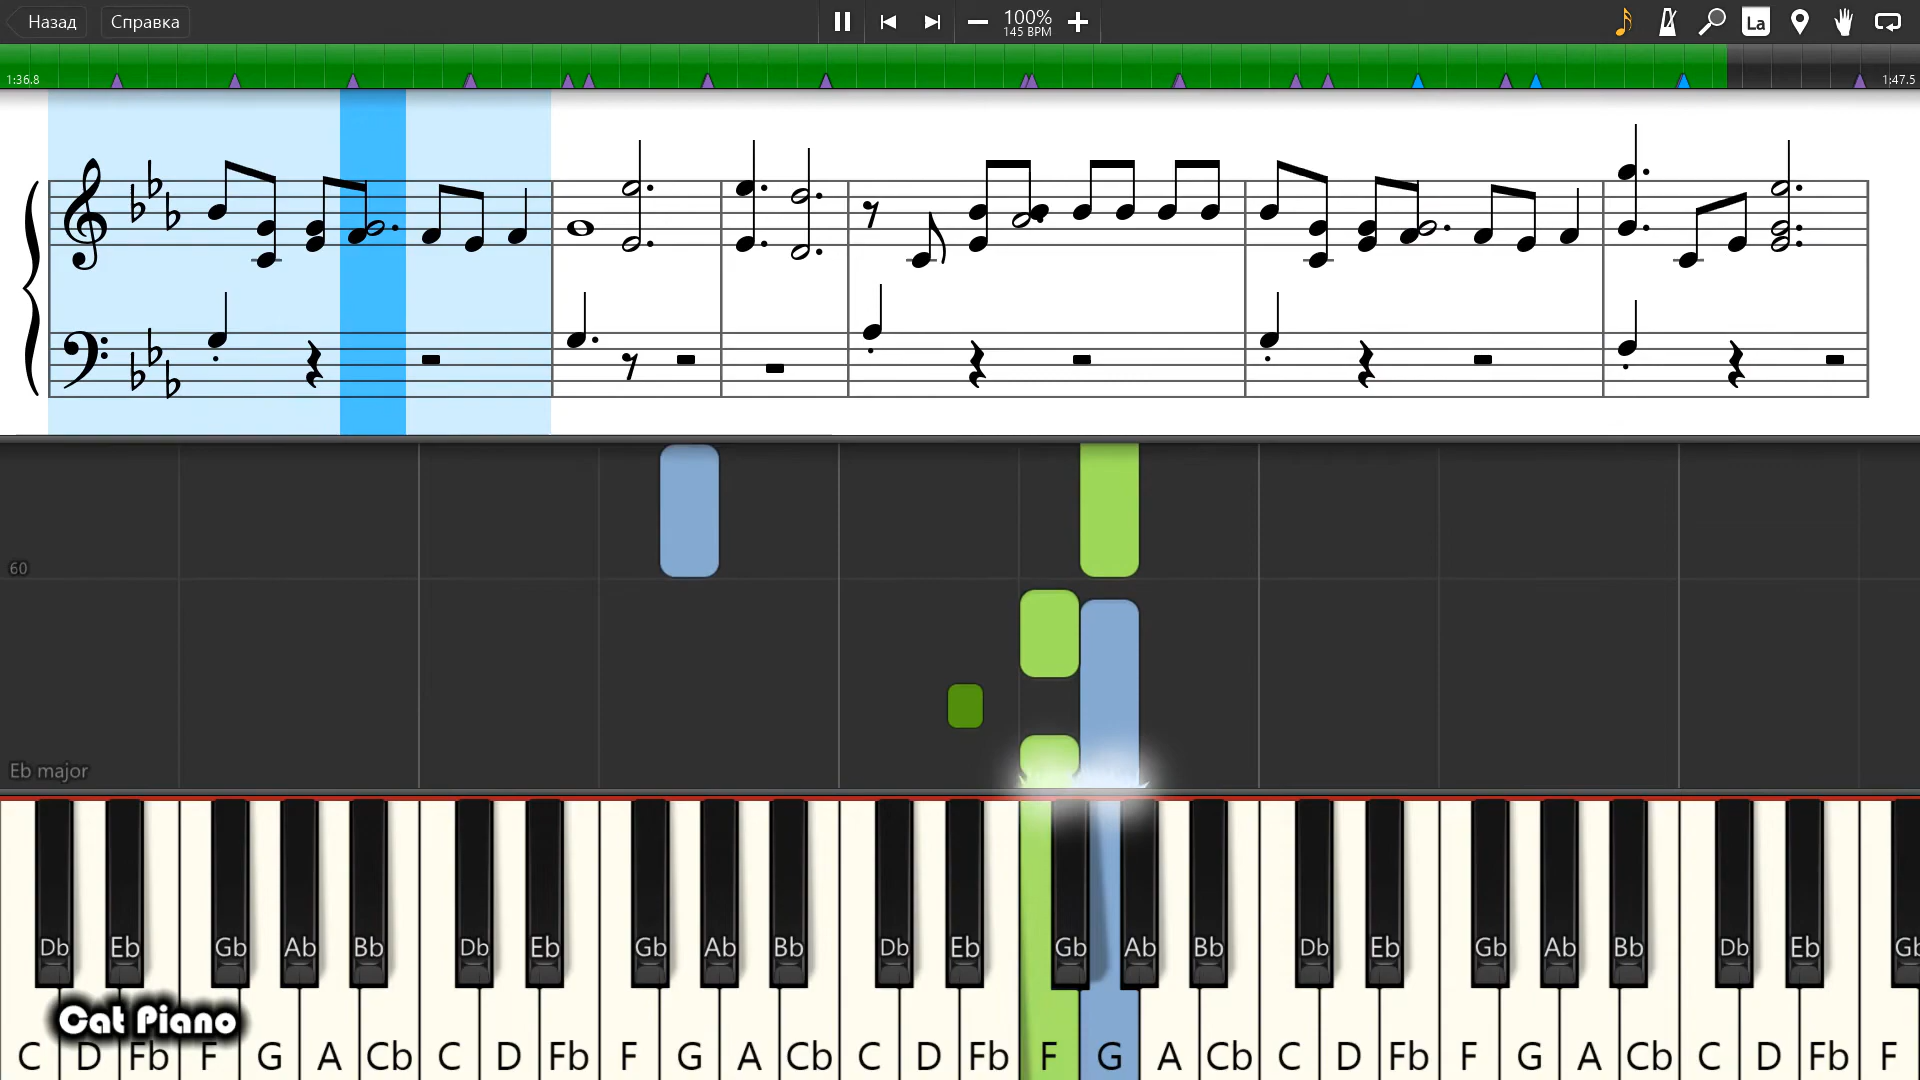 Назад Справка 100% La
145 BPM
1:36.8 1:47.5
60
Eb major
Db Eb Gb Ab Bb Db Eb Gb Ab Bb Db Eb Gb Ab Bb Db Eb Gb Ab Bb Db Eb Gb
Cat Piano
C D Fb F G A Cb C D Fb F G A Cb C D Fb F G A Cb C D Fb F G A Cb C D Fb F